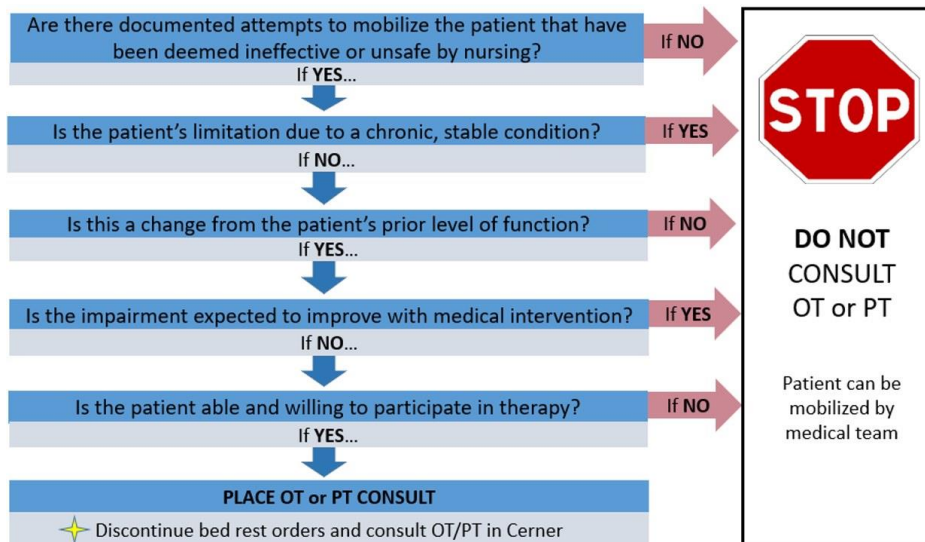 Are there documented attempts to mobilize the patient that have
been deemed ineffective or unsafe by nursing?
If NO
If YES...
Is the patient's limitation due to a chronic, stable condition?
If YES
If NO...
Is this a change from the patient's prior level of function?
If NO
If YES...
Is the impairment expected to improve with medical intervention?
If YES
If NO...
Is the patient able and willing to participate in therapy?
If NO
If YES...
PLACE OT or PT CONSULT
Discontinue bed rest orders and consult OT/PT in Cerner
STOP
DO NOT
CONSULT
OT or PT
Patient can be
mobilized by
medical team